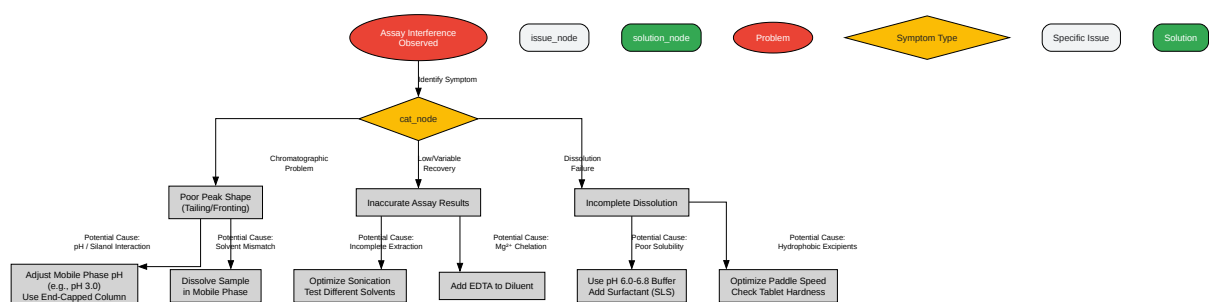 Assay Interference
Observed
issue_node
solution_node
Problem
Symptom Type
Specific Issue
Solution
Identify Symptom
cat_node
Chromatographic
Problem
Low/Variable
Recovery
Dissolution
Failure
Poor Peak Shape
(Tailing/Fronting)
Inaccurate Assay Results
Incomplete Dissolution
Potential Cause:
pH / Silanol Interaction
Potential Cause:
Solvent Mismatch
Potential Cause:
Incomplete Extraction
Potential Cause:
Mg²⁺ Chelation
Potential Cause:
Poor Solubility
Potential Cause:
Hydrophobic Excipients
Adjust Mobile Phase pH
(e.g., pH 3.0)
Use End-Capped Column
Dissolve Sample
in Mobile Phase
Optimize Sonication
Test Different Solvents
Add EDTA to Diluent
Use pH 6.0-6.8 Buffer
Add Surfactant (SLS)
Optimize Paddle Speed
Check Tablet Hardness